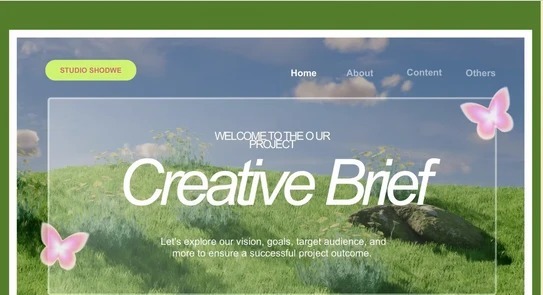 STUDIO SHODWE
Home About Content Others
WELCOME TO THE O UR
PROJECT
Creative Brief
Let's explore our vision, goals, target audience, and
more to ensure a successful project outcome.